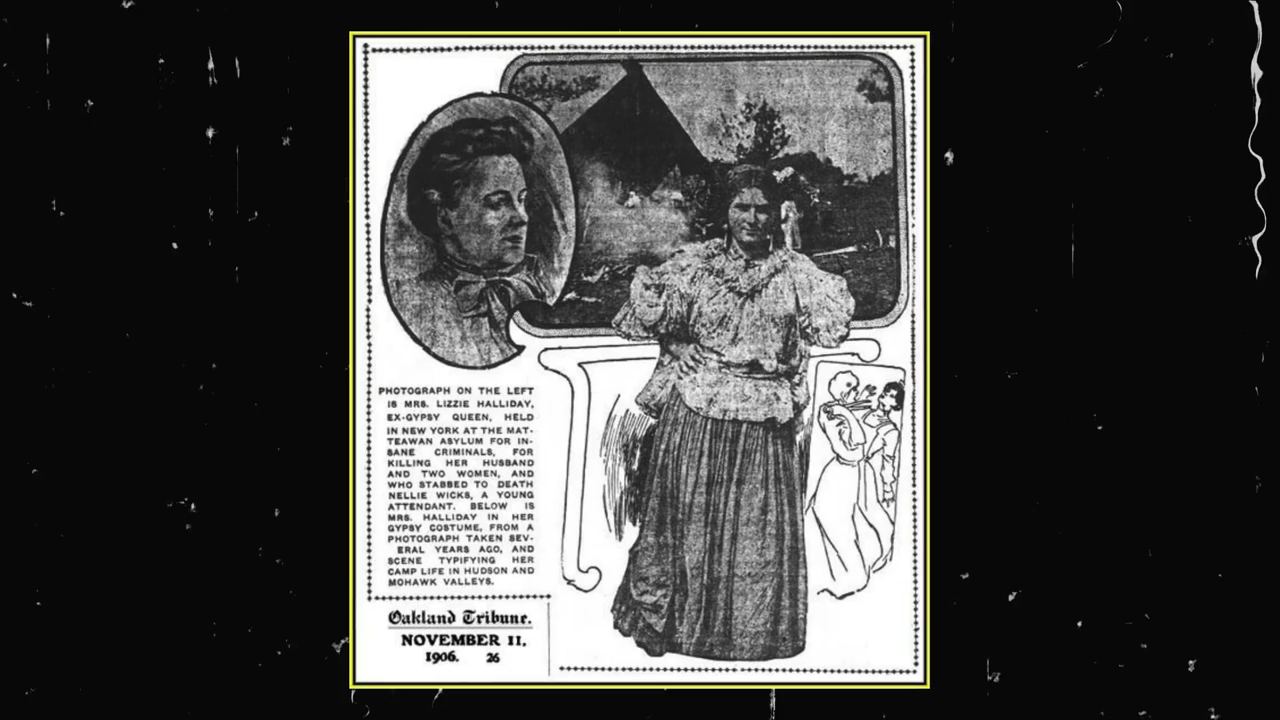 PHOTOGRAPH ON THE LEFT
IS MRS. LIZZIE HALLIDAY,
EX-GYPSY QUEEN, HELD
IN NEW YORK AT THE MAT-
TEAWAN ASYLUM FOR IN-
SANE CRIMINALS, FOR
KILLING HER HUSBAND
AND TWO WOMEN, AND
WHO STABBED TO DEATH
NELLIE WICKS, A YOUNG
ATTENDANT. BELOW IS
MRS. HALLIDAY IN HER
GYPSY COSTUME, FROM A
PHOTOGRAPH TAKEN SEV-
ERAL YEARS AGO, AND
SCENE TYPIFYING HER
CAMP LIFE IN HUDSON AND
MOHAWK VALLEYS.
Oakland Tribune.
NOVEMBER 11,
1906. 26